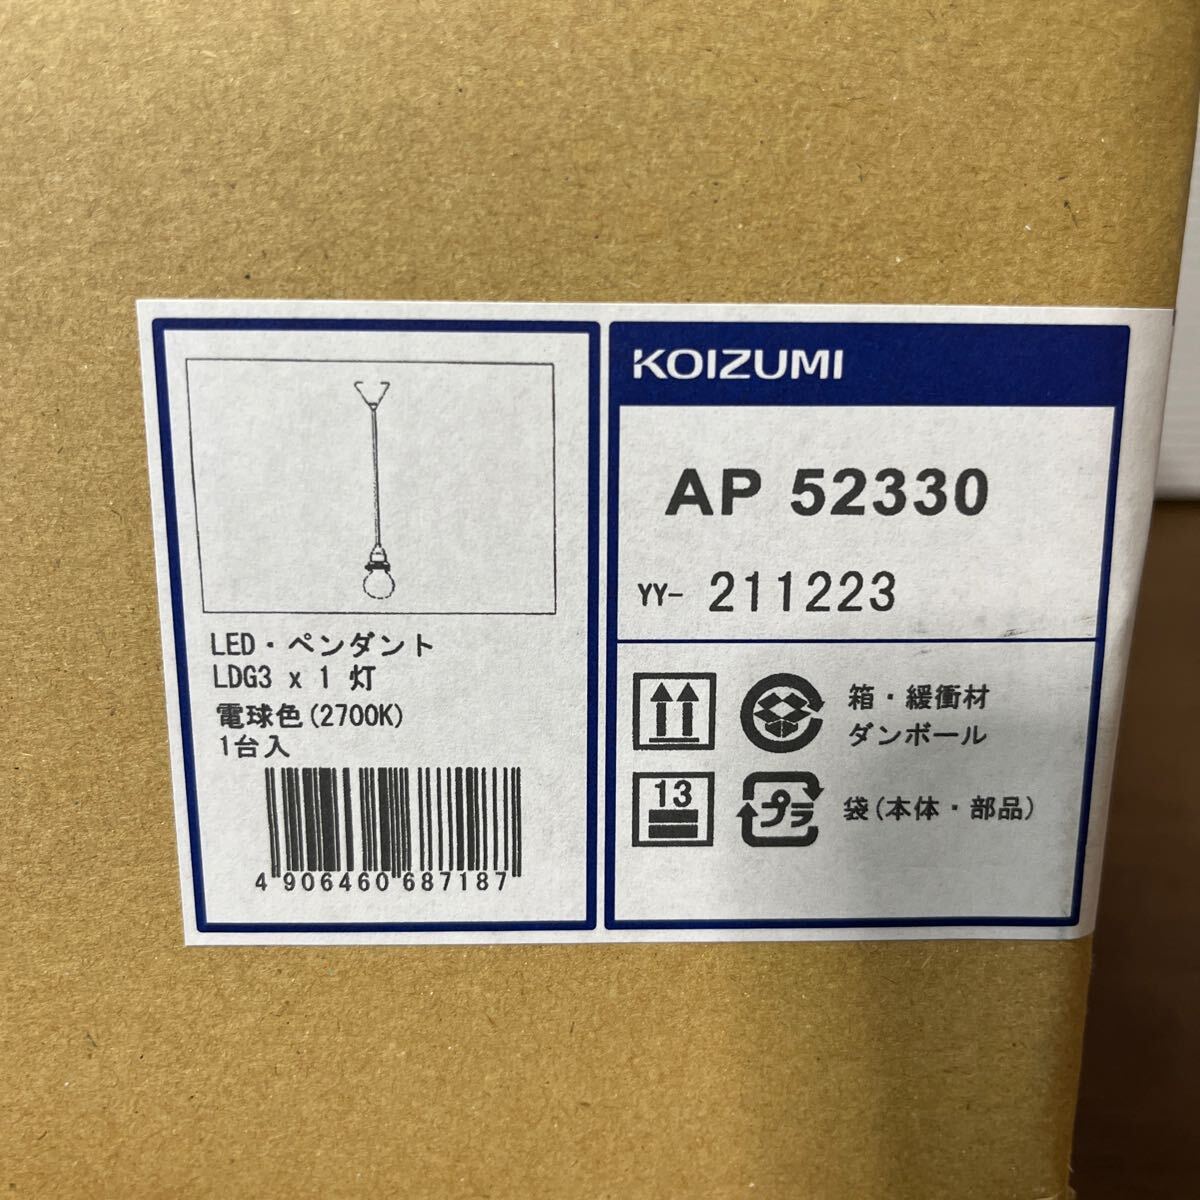 LED・ペンダント
LDG3 x 1 灯
電球色(2700K)
1台入
4 906460 687187
KOIZUMI
AP 52330
YY- 211223
箱・緩衝材
ダンボール
13
プラ
袋(本体・部品)